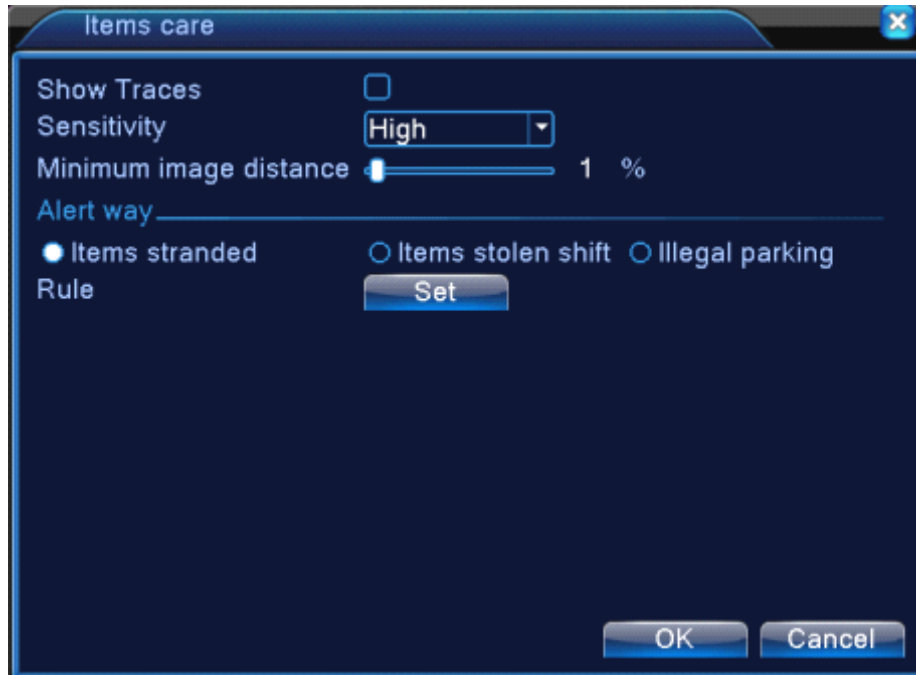 Items care
Show Traces
Sensitivity High
Minimum image distance 1 %
Alert way
Items stranded Items stolen shift Illegal parking
Rule Set
OK Cancel